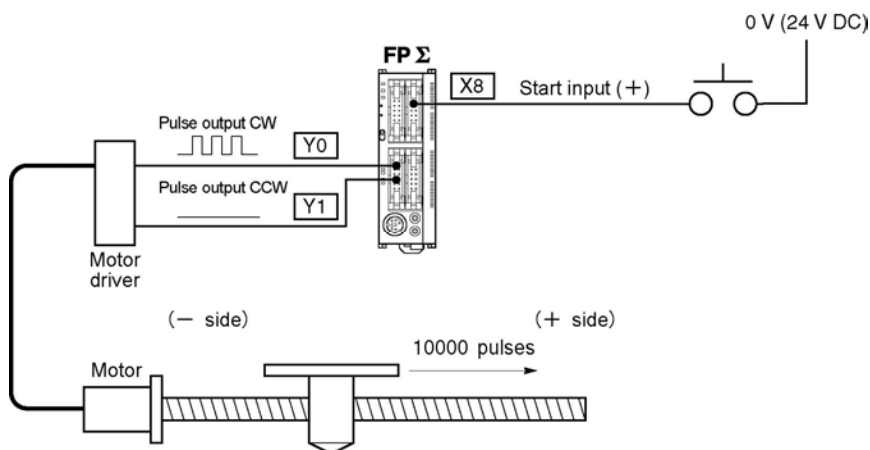 0 V (24 V DC)
FP Σ
X8
Start input (+)
Pulse output CW
Y0
Pulse output CCW
Y1
Motor
driver
(− side)
(+ side)
10000 pulses
Motor